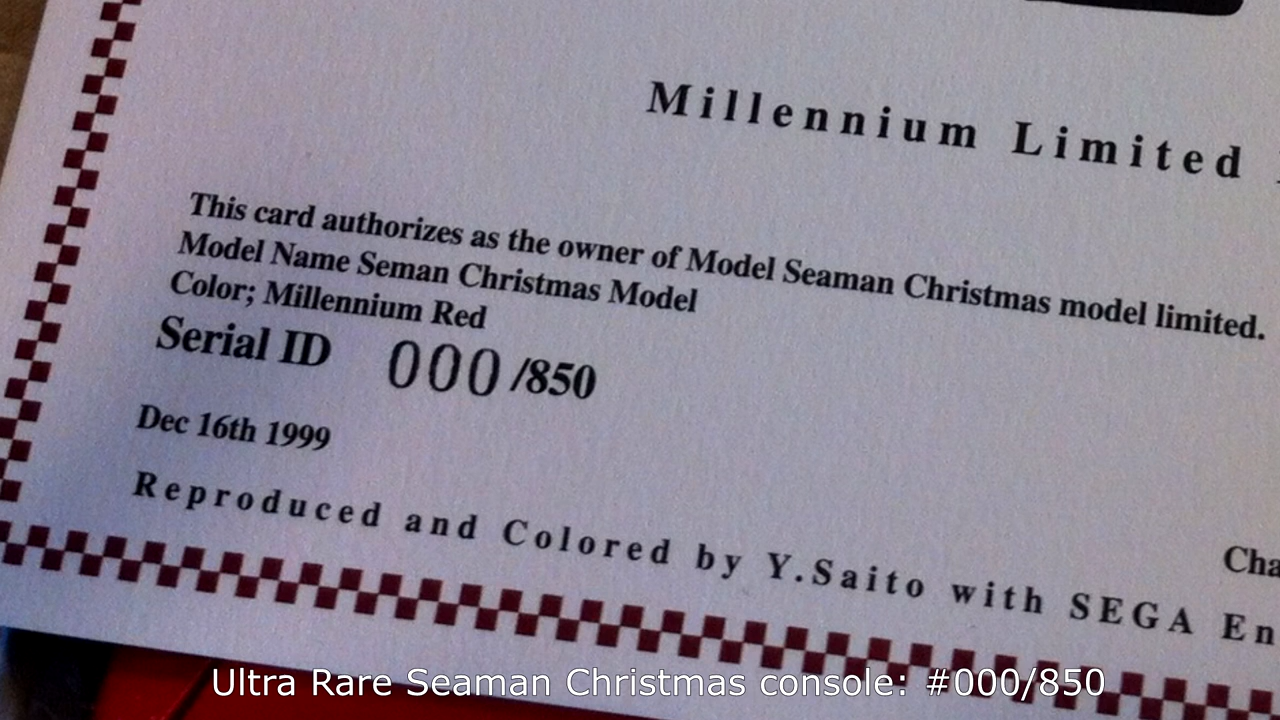 Millennium Limited
This card authorizes as the owner of Model Seaman Christmas model limited.
Model Name Seman Christmas Model
Color; Millennium Red
Serial ID 000 /850
Dec 16th 1999
Cha
Reproduced and Colored by Y.Saito with SEGA En
Ultra Rare Seaman Christmas console: #000/850